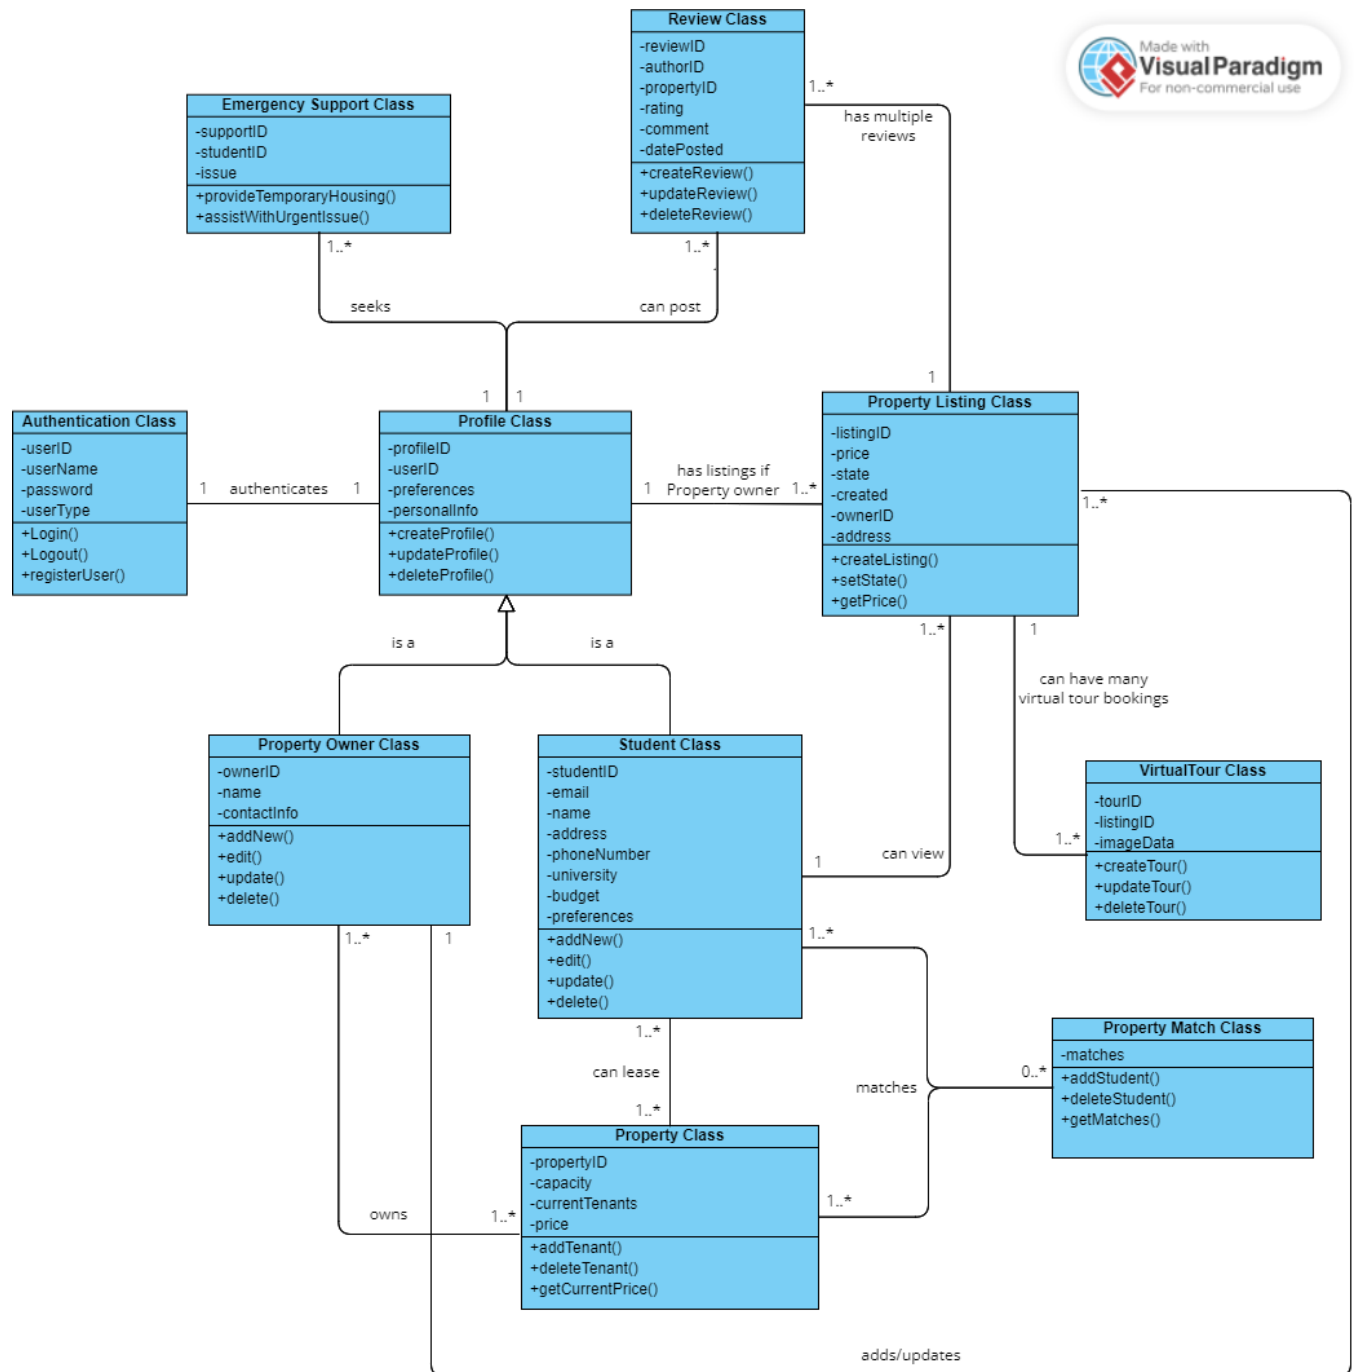 Review Class
-reviewID
-authorID
-propertyID
-rating
-comment
-datePosted
+createReview()
+updateReview()
+deleteReview()
Made with
Visual Paradigm
For non-commercial use
1..*
has multiple
reviews
Emergency Support Class
-supportID
-studentID
-issue
+provideTemporaryHousing()
+assistWithUrgentIssue()
1..*
1..*
seeks
can post
1
1
1
Authentication Class
-userID
-userName
-password
-userType
+Login()
+Logout()
+registerUser()
1
authenticates
1
Profile Class
-profileID
-userID
-preferences
-personalInfo
+createProfile()
+updateProfile()
+deleteProfile()
1
has listings if
Property owner
1..*
Property Listing Class
-listingID
-price
-state
-created
-ownerID
-address
+createListing()
+setState()
+getPrice()
1..*
is a
is a
1..*
1
can have many
virtual tour bookings
Property Owner Class
-ownerID
-name
-contactInfo
+addNew()
+edit()
+update()
+delete()
Student Class
-studentID
-email
-name
-address
-phoneNumber
-university
-budget
-preferences
+addNew()
+edit()
+update()
+delete()
1
can view
1..*
VirtualTour Class
-tourID
-listingID
-imageData
+createTour()
+updateTour()
+deleteTour()
1..*
1
1..*
1..*
can lease
1..*
matches
0..*
Property Match Class
-matches
+addStudent()
+deleteStudent()
+getMatches()
Property Class
-propertyID
-capacity
-currentTenants
-price
+addTenant()
+deleteTenant()
+getCurrentPrice()
1..*
owns
1..*
adds/updates